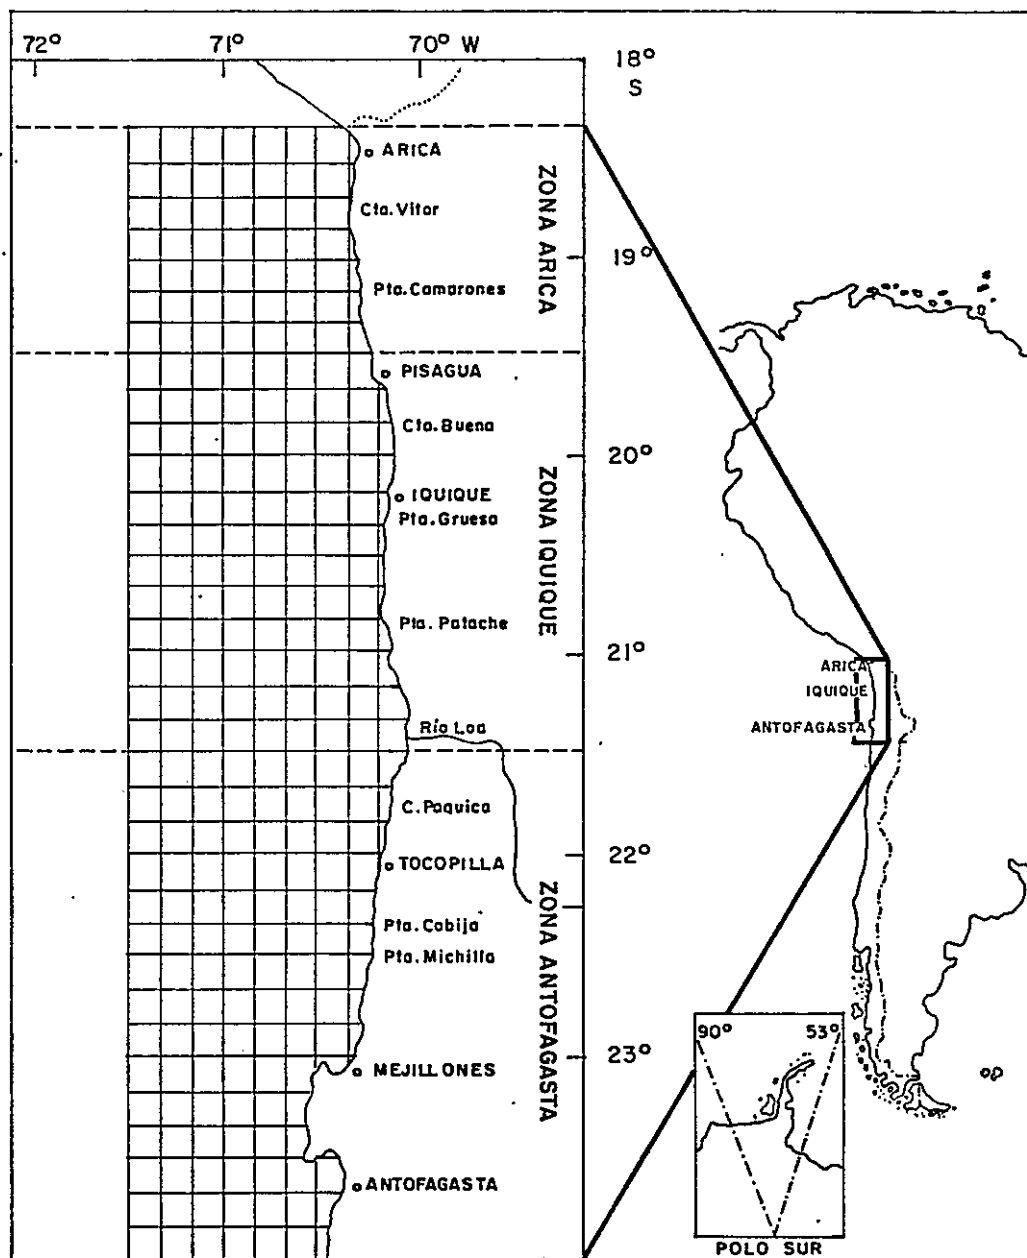 72° 71° 70° W
18°
S
ARICA
Cta. Vitor
Pta. Camarones
ZONA ARICA
19°
PISAGUA
Cta. Buena
20°
IQUIQUE
Pta. Gruesa
ZONA IQUIQUE
Pta. Patache
21°
Río Loa
C. Paquica
22°
TOCOPILLA
Pta. Cobija
Pta. Michilla
ZONA ANTOFAGASTA
23°
MEJILLONES
ANTOFAGASTA
ARICA
IQUIQUE
ANTOFAGASTA
90° 53°
POLO SUR